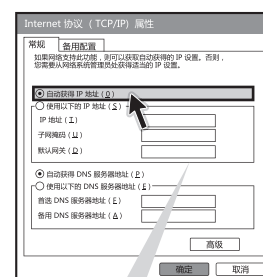 Internet 协议 （TCP/IP) 属性
常规 备用配置
如果网络支持此功能，则可以获取自动获得的 IP 设置。否则，
您需要从网络系统管理员处获得适当的 IP 设置。
自动获得 IP 地址 ( O )
使用以下的 IP 地址 ( S )
IP 地址 ( I )
子网掩码 ( U )
默认网关 ( D )
自动获得 DNS 服务器地址 ( P )
使用以下的 DNS 服务器地址 ( E )
首选 DNS 服务器地址 ( F )
备用 DNS 服务器地址 ( A )
高级
确定 取消